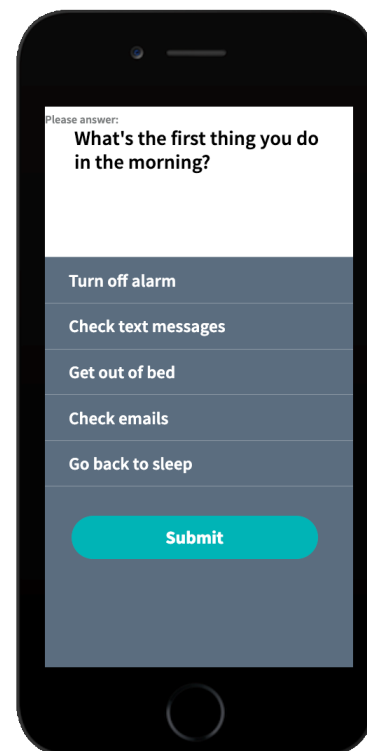 Please answer:
What's the first thing you do
in the morning?
Turn off alarm
Check text messages
Get out of bed
Check emails
Go back to sleep
Submit